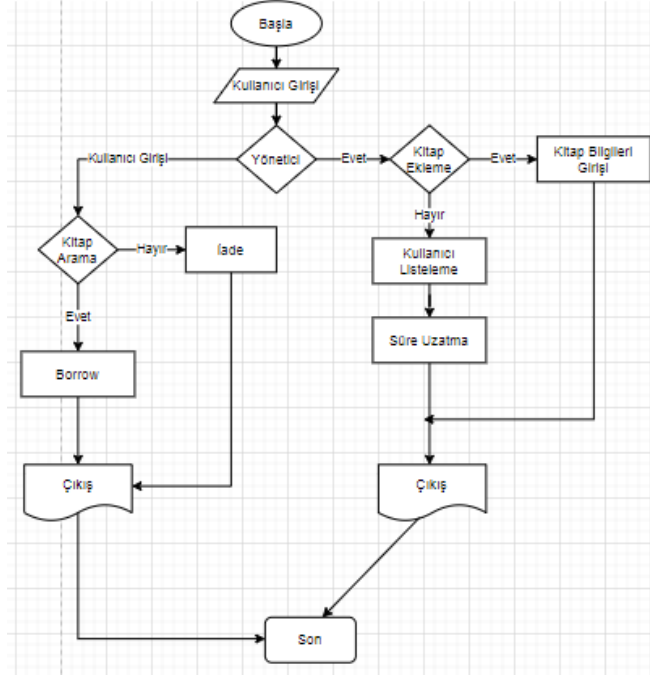 Başla
Kullanıcı Girişi
Kullanıcı Girişi
Yönetici
Evet
Kitap
Ekleme
Evet
Kitap Bilgileri
Girişi
Hayır
Kitap
Arama
Hayır
İade
Kullanıcı
Listeleme
Evet
Süre Uzatma
Borrow
Çıkış
Çıkış
Son